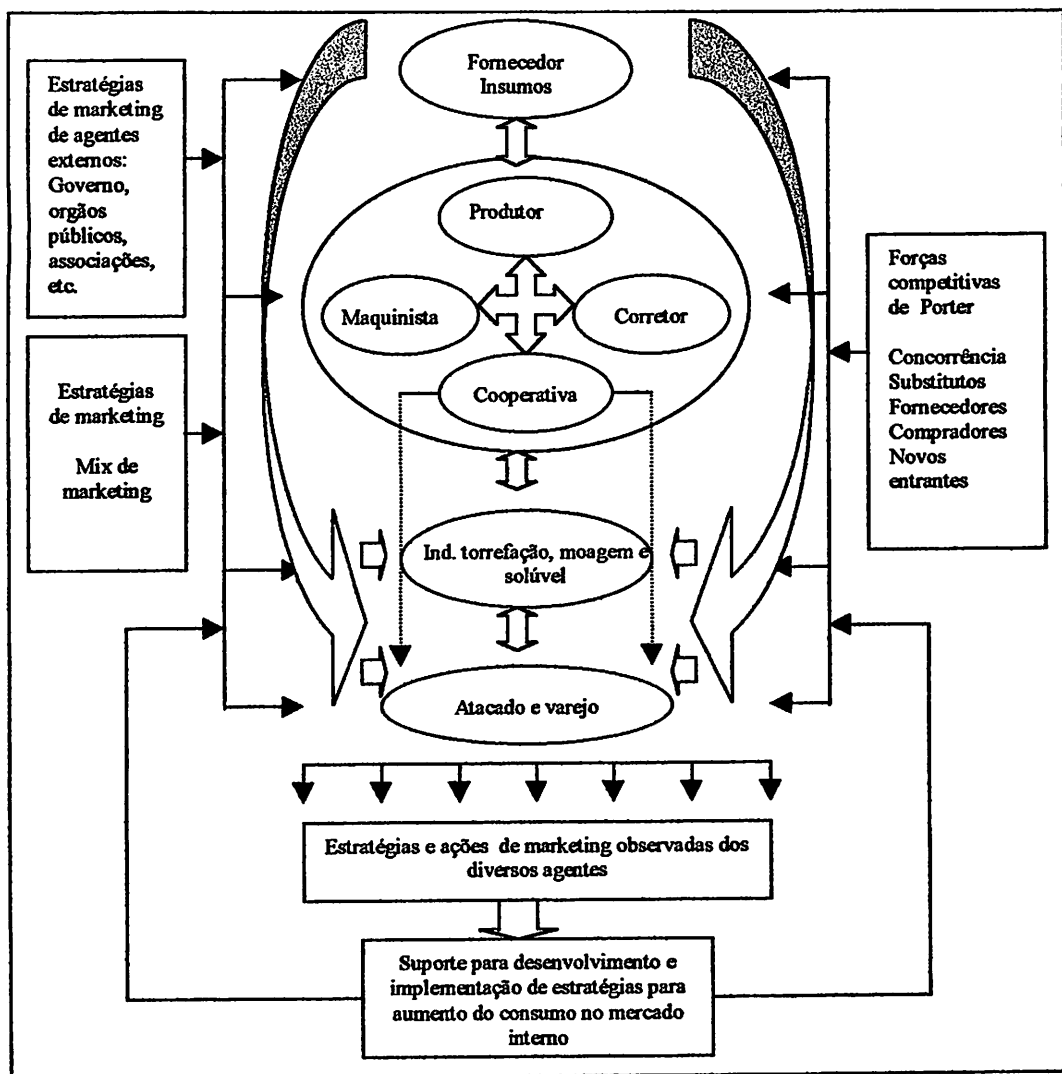 Fornecedor
Insumos
Estratégias
de marketing
de agentes
externos:
Governo,
orgãos
públicos,
associações,
etc.
Produtor
Maquinista
Corretor
Cooperativa
Forças
competitivas
de Porter
Concorrência
Substitutos
Fornecedores
Compradores
Novos
entrantes
Estratégias
de marketing
Mix de
marketing
Ind. torrefação, moagem e
solúvel
Atacado e varejo
Estratégias e ações de marketing observadas dos
diversos agentes
Suporte para desenvolvimento e
implementação de estratégias para
aumento do consumo no mercado
interno